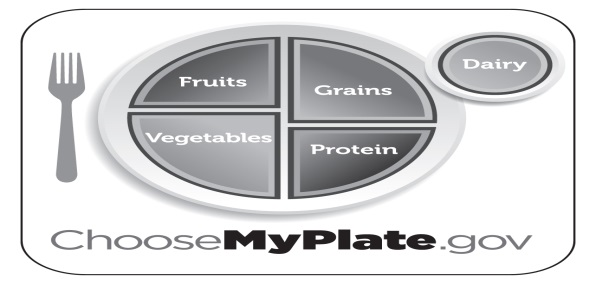 Dairy
Fruits
Grains
Vegetables
Protein
ChooseMyPlate.gov